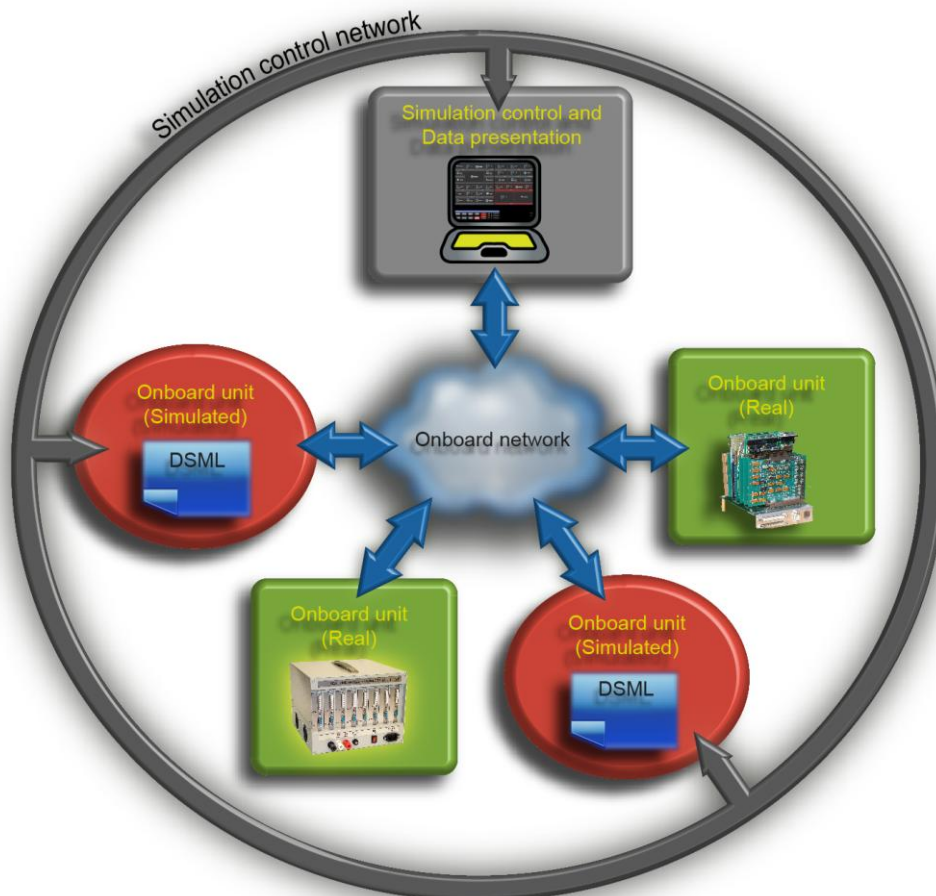 Simulation control network
Simulation control and
Data presentation
Onboard unit
(Simulated)
DSML
Onboard network
Onboard unit
(Real)
Onboard unit
(Real)
Onboard unit
(Simulated)
DSML